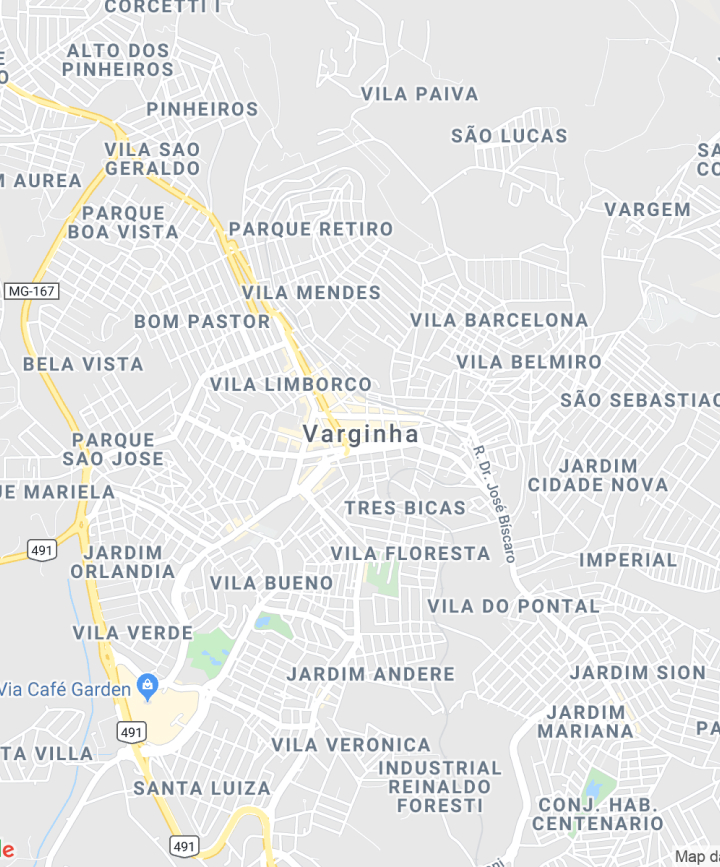 CORCETTI I
ALTO DOS
PINHEIROS
VILA PAIVA
PINHEIROS
SÃO LUCAS
VILA SAO
GERALDO
M AUREA
VARGEM
PARQUE
BOA VISTA
PARQUE RETIRO
MG-167
VILA MENDES
BOM PASTOR
VILA BARCELONA
BELA VISTA
VILA BELMIRO
VILA LIMBORCO
SÃO SEBASTIAO
Varginha
PARQUE
SAO JOSE
R. Dr. José Bíscaro
JARDIM
CIDADE NOVA
UE MARIELA
TRES BICAS
491
JARDIM
ORLANDIA
VILA FLORESTA
IMPERIAL
VILA BUENO
VILA DO PONTAL
VILA VERDE
JARDIM ANDERE
JARDIM SION
Via Café Garden
JARDIM
MARIANA
PA
491
TA VILLA
VILA VERONICA
INDUSTRIAL
REINALDO
FORESTI
SANTA LUIZA
CONJ. HAB.
CENTENARIO
491
Map d